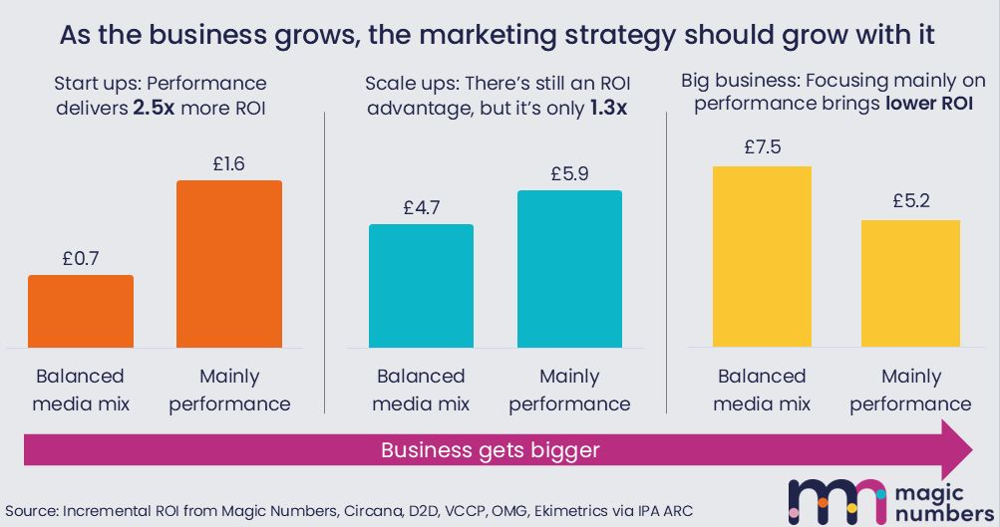 As the business grows, the marketing strategy should grow with it
Start ups: Performance
delivers 2.5x more ROI
£0.7
£1.6
Balanced
media mix
Mainly
performance
Scale ups: There’s still an ROI
advantage, but it’s only 1.3x
£4.7
£5.9
Balanced
media mix
Mainly
performance
Big business: Focusing mainly on
performance brings lower ROI
£7.5
£5.2
Balanced
media mix
Mainly
performance
Business gets bigger
Source: Incremental ROI from Magic Numbers, Circana, D2D, VCCP, OMG, Ekimetrics via IPA ARC
mn magic
numbers